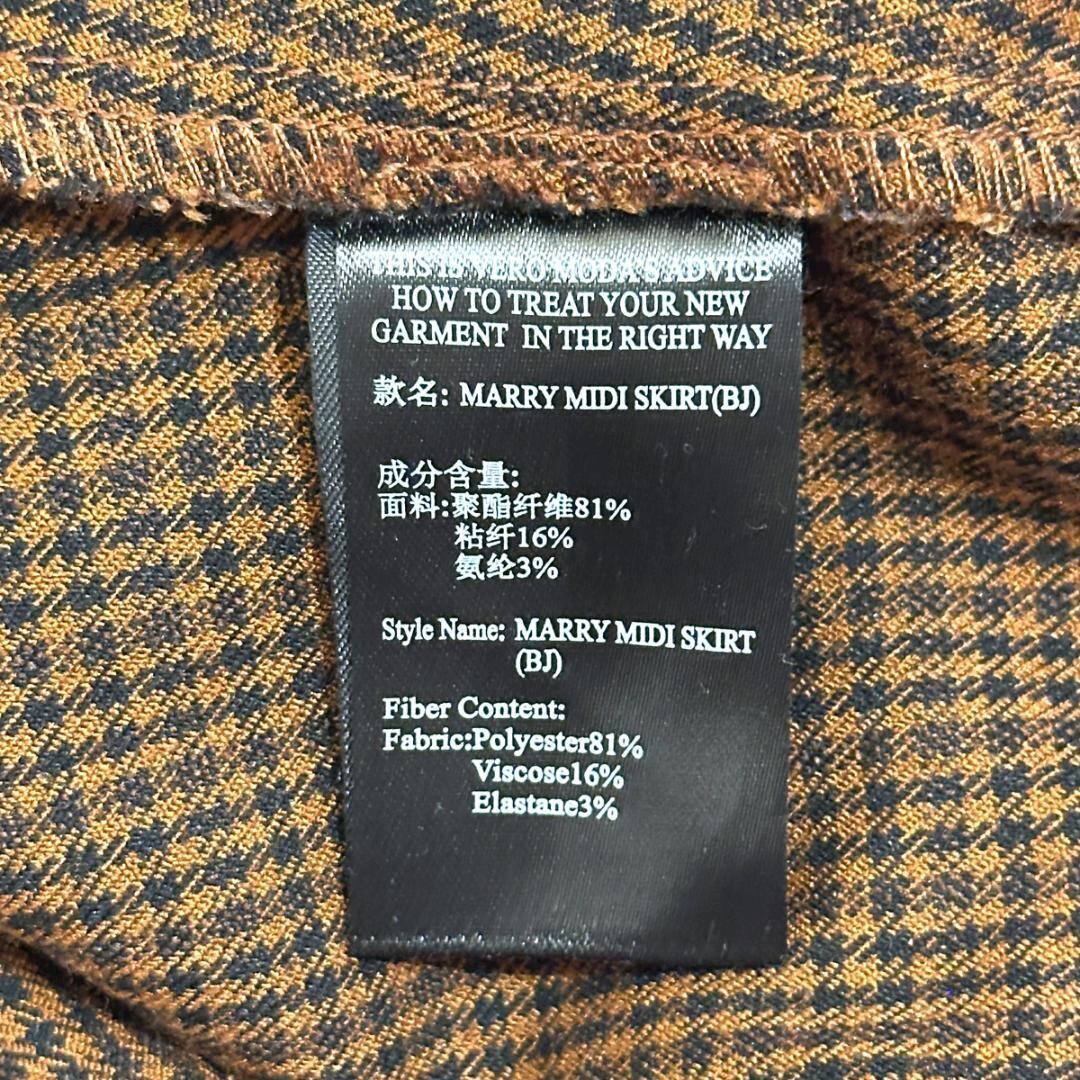 THIS IS VERO MODA'S ADVICE
HOW TO TREAT YOUR NEW
GARMENT IN THE RIGHT WAY
款名: MARRY MIDI SKIRT(BJ)
成分含量:
面料:聚酯纤维81%
粘纤16%
氨纶3%
Style Name: MARRY MIDI SKIRT
(BJ)
Fiber Content:
Fabric:Polyester81%
Viscose16%
Elastane3%